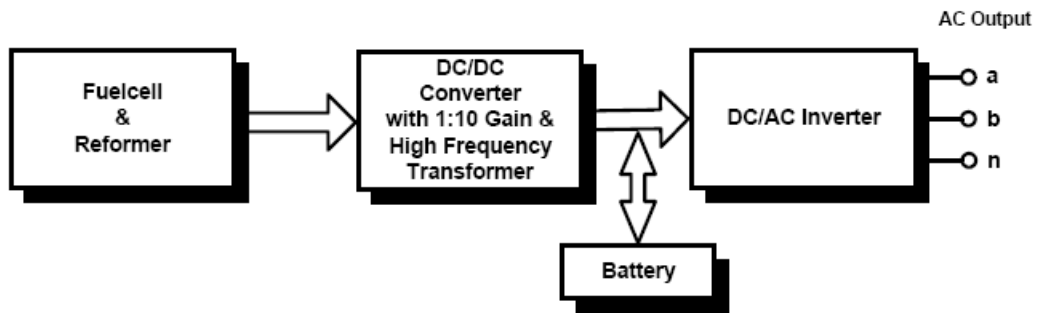 AC Output
Fuelcell
&
Reformer
DC/DC
Converter
with 1:10 Gain &
High Frequency
Transformer
DC/AC Inverter
a
b
n
Battery